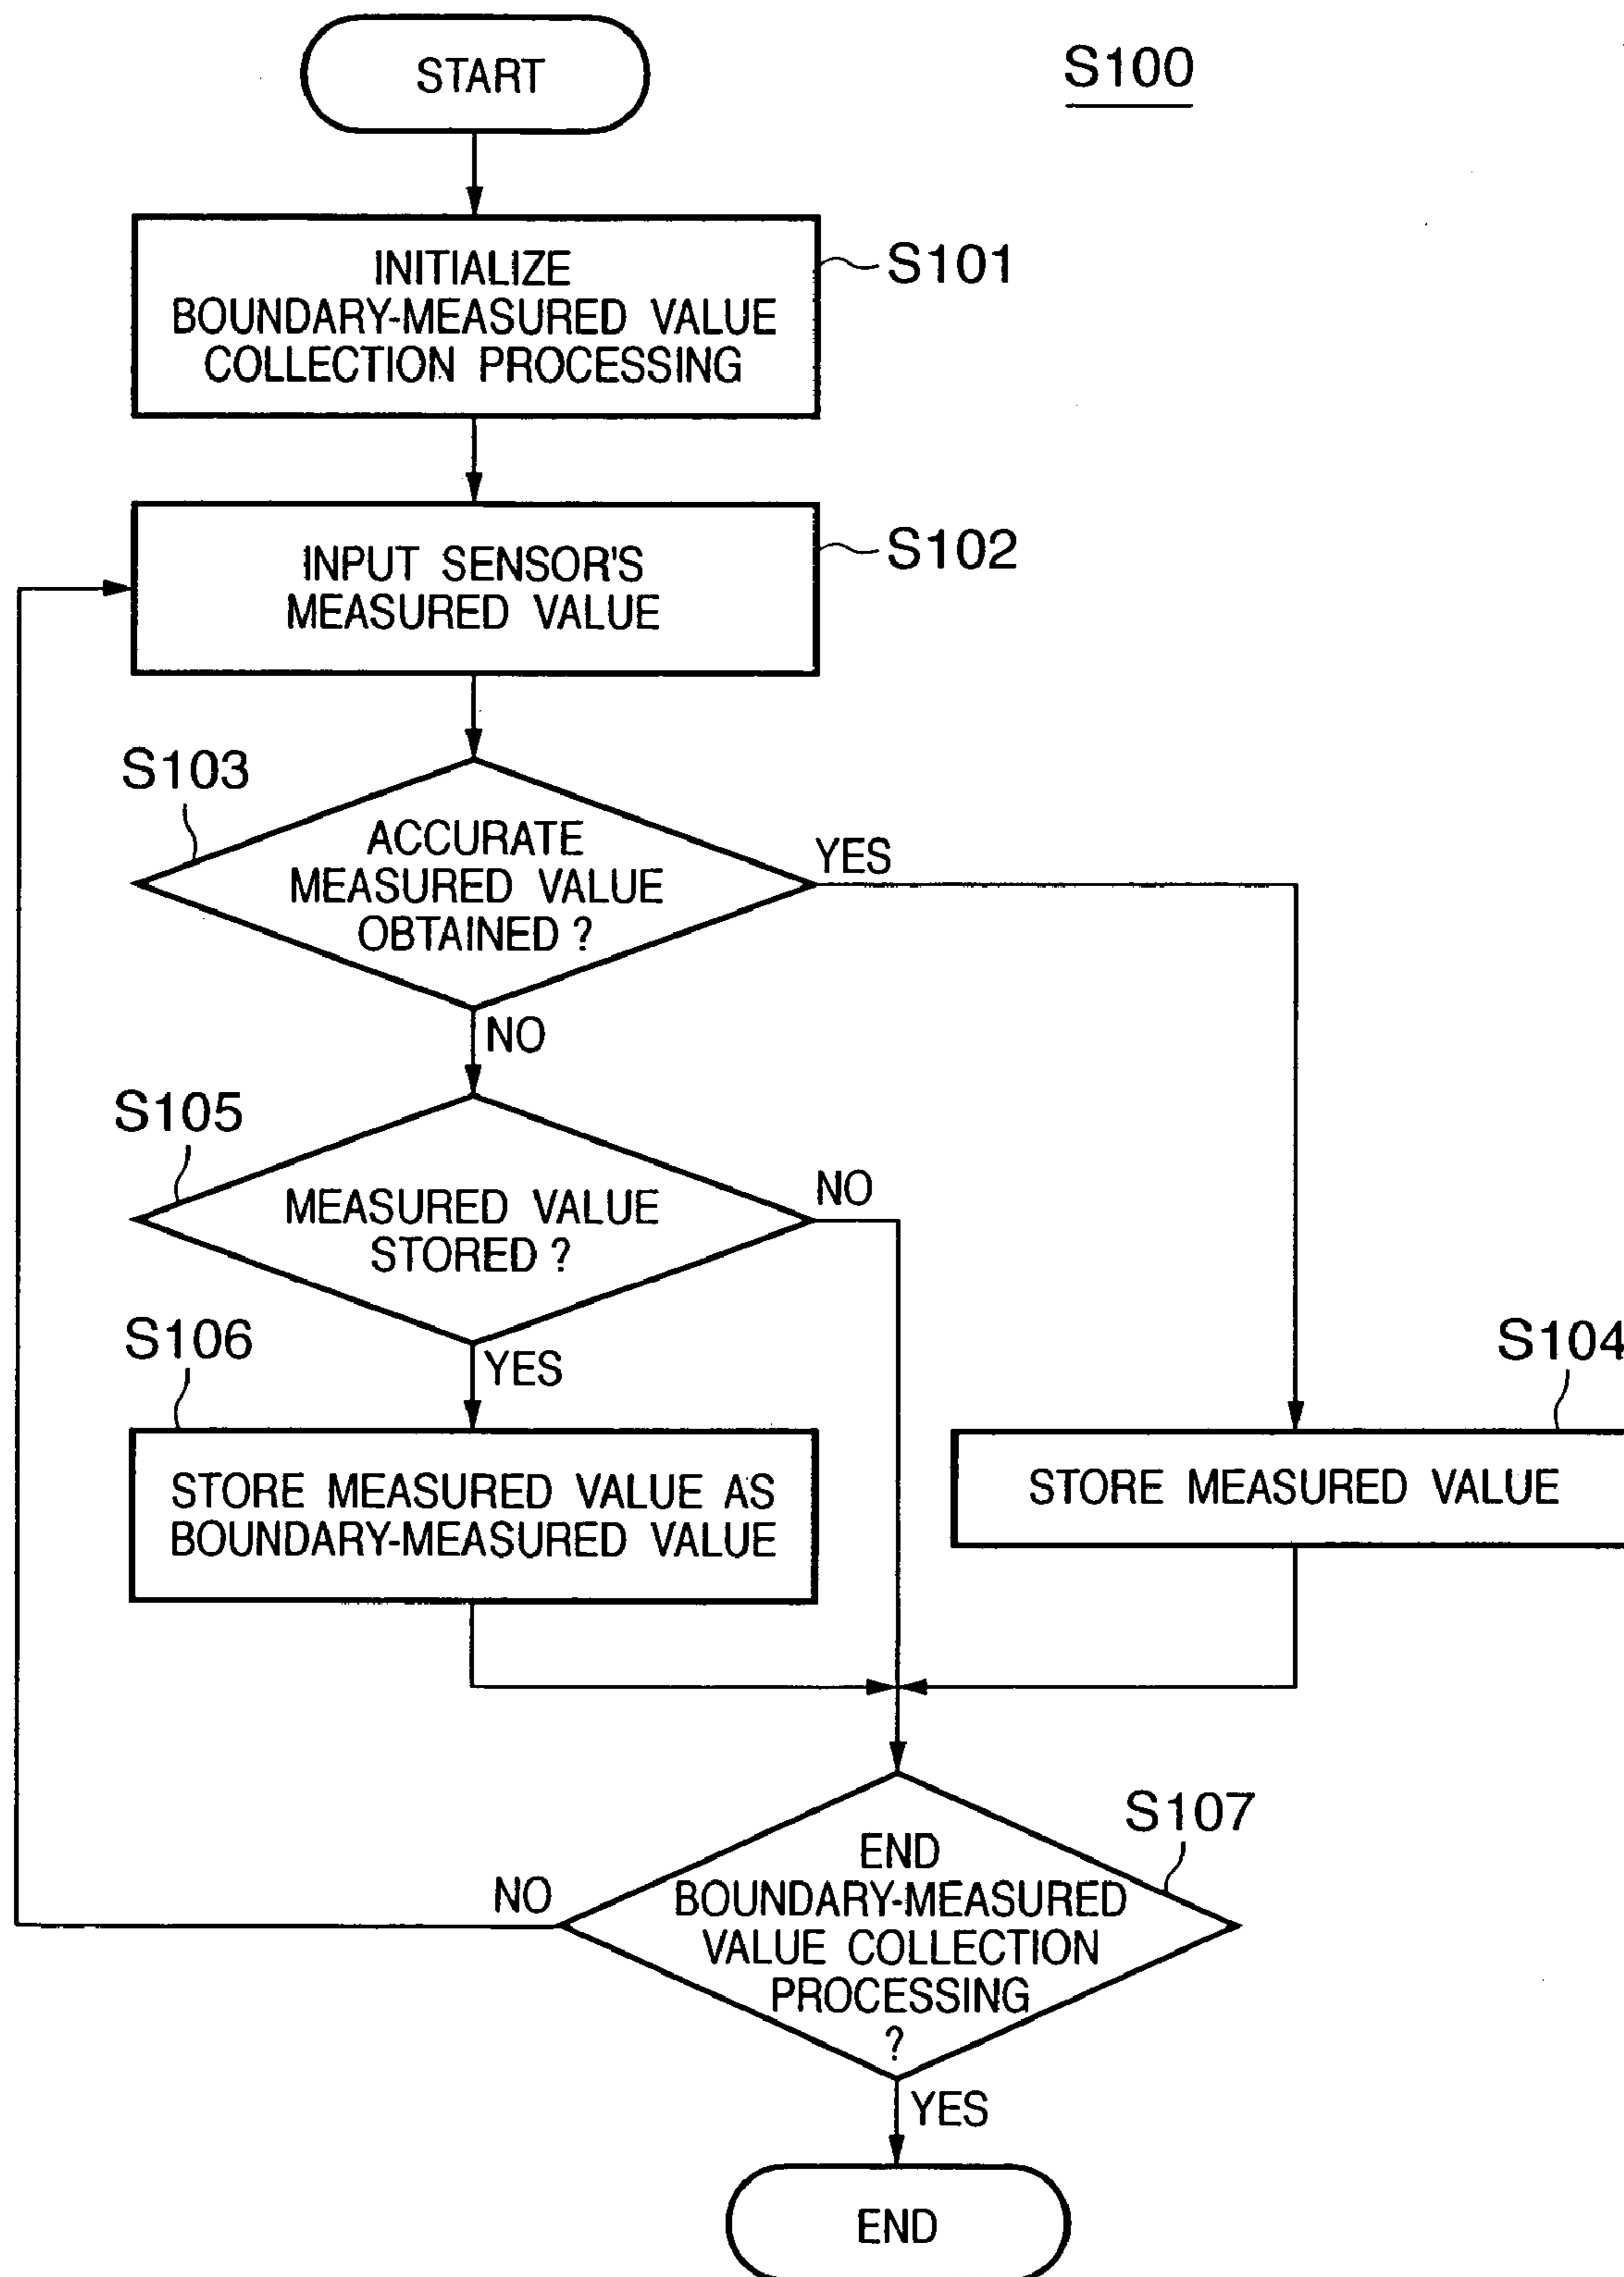 START
S100
INITIALIZE
BOUNDARY-MEASURED VALUE
COLLECTION PROCESSING
S101
INPUT SENSOR'S
MEASURED VALUE
S102
S103
ACCURATE
MEASURED VALUE
OBTAINED ?
YES
NO
S105
MEASURED VALUE
STORED ?
NO
YES
S106
STORE MEASURED VALUE AS
BOUNDARY-MEASURED VALUE
S104
STORE MEASURED VALUE
S107
END
BOUNDARY-MEASURED
VALUE COLLECTION
PROCESSING
?
NO
YES
END